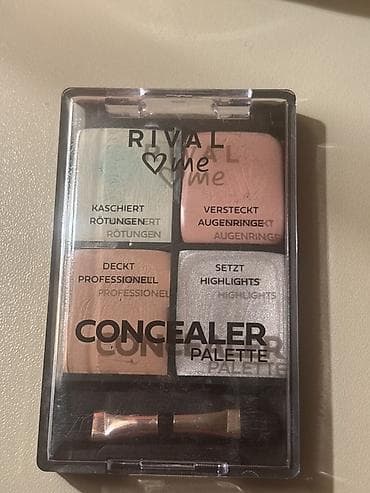 RIVAL
♡me
KASCHIERT
RÖTUNGEN
VERSTECKT
AUGENRINGE
DECKT
PROFESSIONELL
SETZT
HIGHLIGHTS
CONCEALER
PALETTE